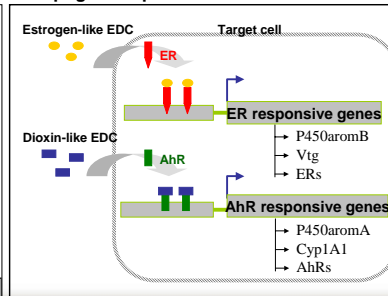 Estrogen-like EDC
Target cell
ER
ER responsive genes
P450aromB
Vtg
ERs
Dioxin-like EDC
AhR
AhR responsive genes
P450aromA
Cyp1A1
AhRs